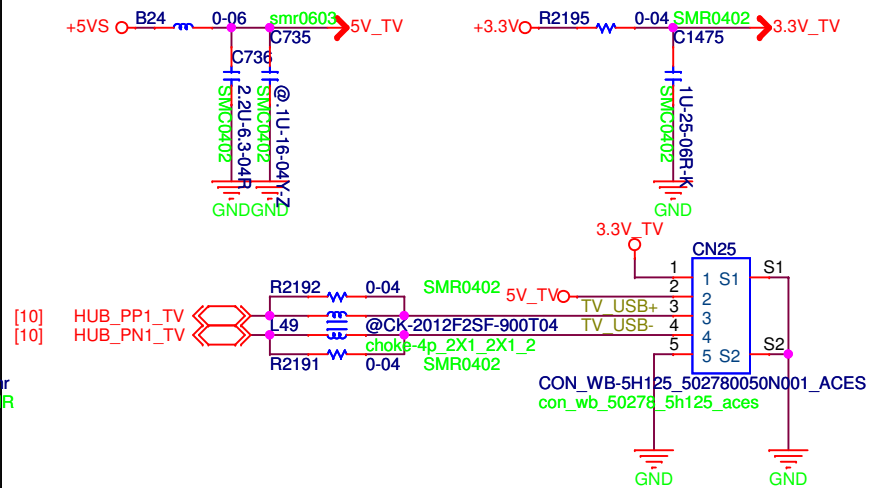 +5VS B24 0-06 smr0603 5V_TV
C735
C736
SMC0402
2.2U-6.3-04R
SMC0402
@.1U-16-04Y-Z
GND GND
+3.3V R2195 0-04 SMR0402 3.3V_TV
C1475
SMC0402
1U-25-06R-K
GND
3.3V_TV
CN25
R2192 0-04 SMR0402
5V_TV
1 1 S1 S1
2 2
[10] HUB_PP1_TV TV_USB+ 3 3
[10] HUB_PN1_TV L49 @CK-2012F2SF-900T04 TV_USB- 4 4
choke-4p_2X1_2X1_2
R2191 0-04 SMR0402
5 5 S2 S2
CON_WB-5H125_502780050N001_ACES
con_wb_50278_5h125_aces
GND GND